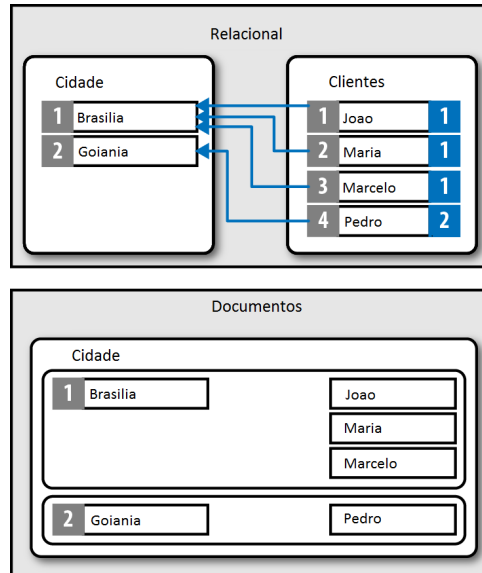 Relacional
Cidade
Clientes
1 Brasilia
1 Joao 1
2 Goiania
2 Maria 1
3 Marcelo 1
4 Pedro 2
Documentos
Cidade
1 Brasilia
Joao
Maria
Marcelo
2 Goiania
Pedro